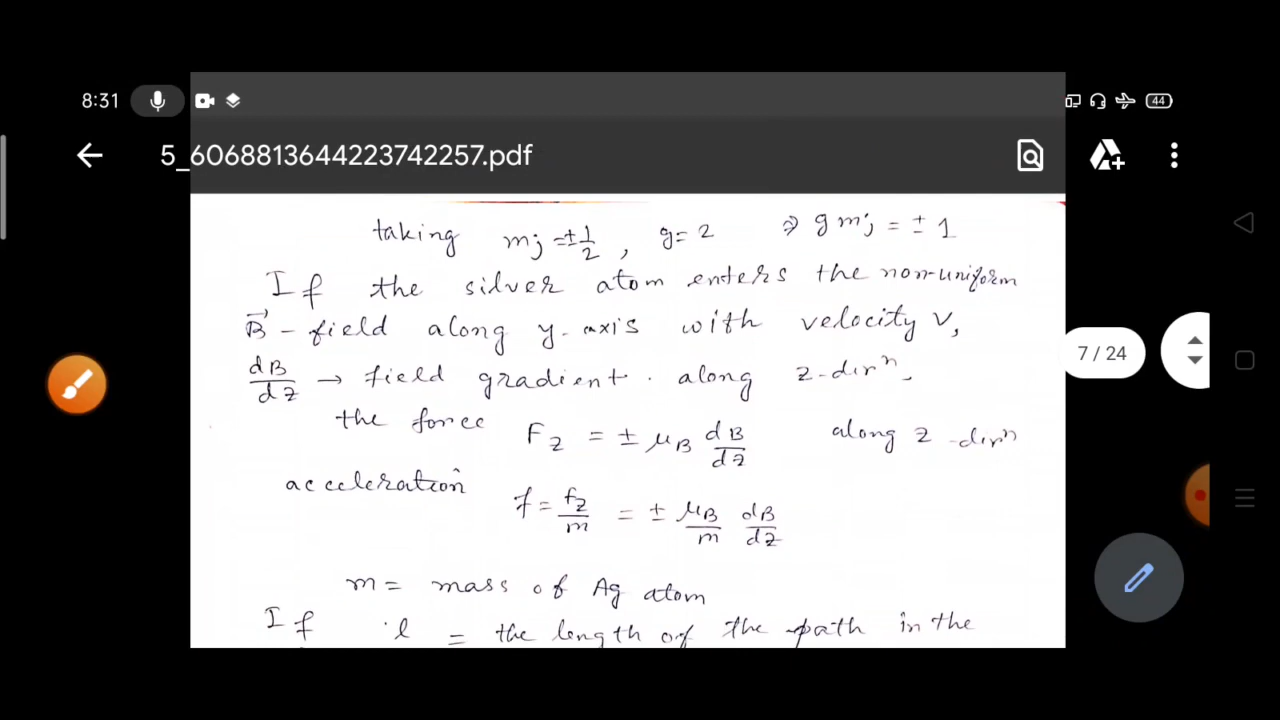 8:31
44
5_6068813644223742257.pdf
taking mj = ±1/2 , g = 2 ⇒ g mj = ± 1
If the silver atom enters the non-uniform
B⃗ - field along y-axis with velocity v,
dB/dz → field gradient. along z-dirⁿ.
7 / 24
the force Fz = ± μB dB/dz along z-dirⁿ
acceleration f = fz/m = ± μB/m dB/dz
m = mass of Ag atom
If l = the length of the path in the